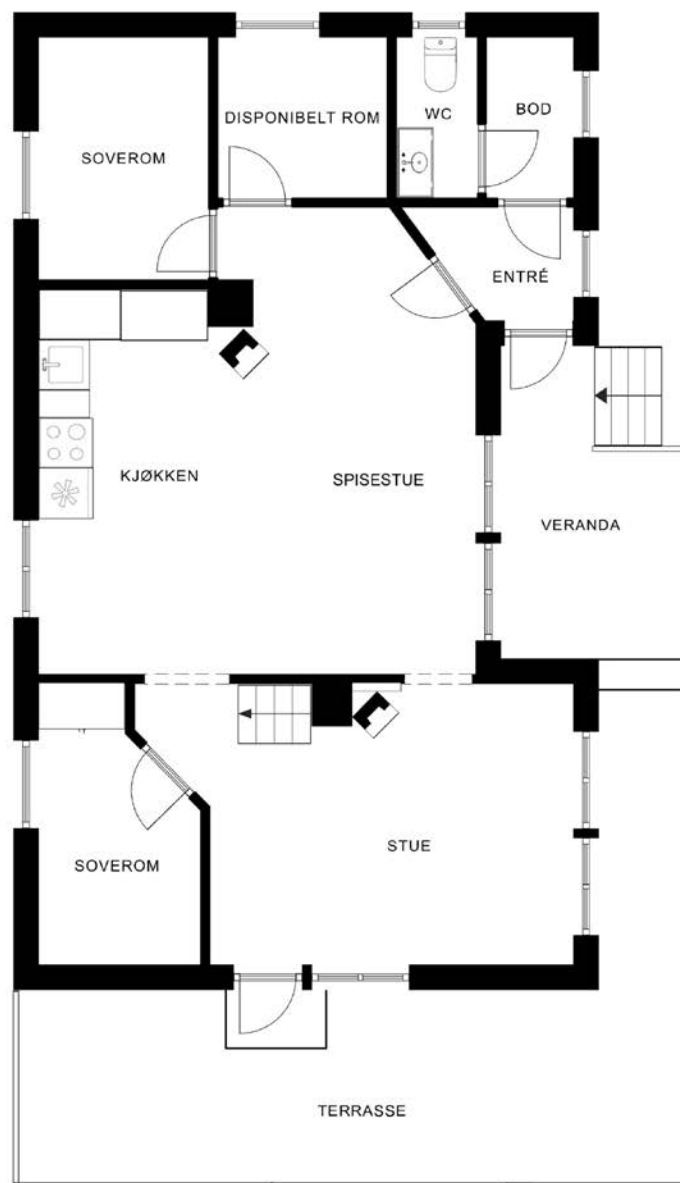 DISPONIBELT ROM
WC
BOD
SOVEROM
ENTRÉ
KJØKKEN
SPISESTUE
VERANDA
STUE
SOVEROM
TERRASSE